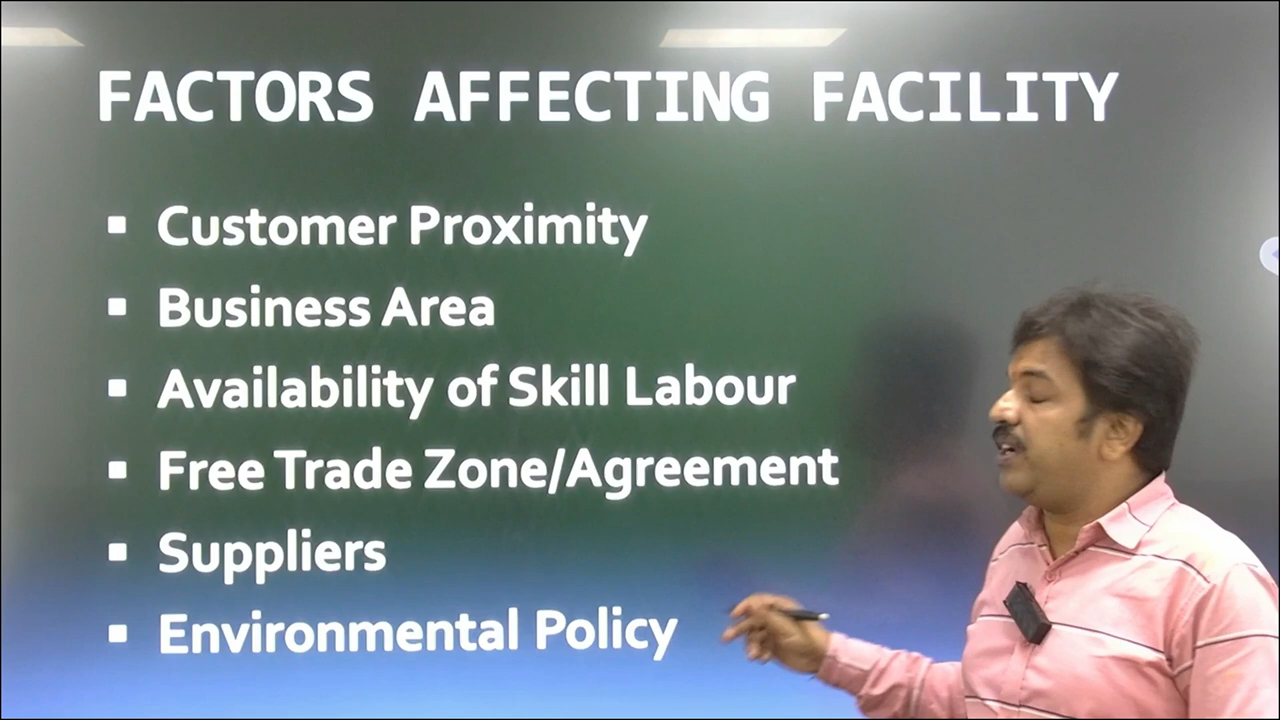 FACTORS AFFECTING FACILITY
▪ Customer Proximity
▪ Business Area
▪ Availability of Skill Labour
▪ Free Trade Zone/Agreement
▪ Suppliers
▪ Environmental Policy